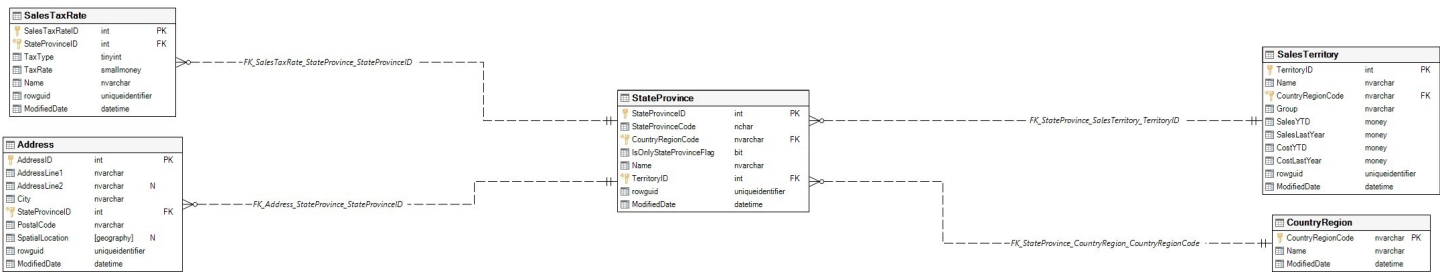 SalesTaxRate
SalesTaxRateID int PK
StateProvinceID int FK
TaxType tinyint
TaxRate smallmoney
Name nvarchar
rowguid uniqueidentifier
ModifiedDate datetime
FK_SalesTaxRate_StateProvince_StateProvinceID
Address
AddressID int PK
AddressLine1 nvarchar
AddressLine2 nvarchar N
City nvarchar
StateProvinceID int FK
PostalCode nvarchar
SpatialLocation [geography] N
rowguid uniqueidentifier
ModifiedDate datetime
FK_Address_StateProvince_StateProvinceID
StateProvince
StateProvinceID int PK
StateProvinceCode nchar
CountryRegionCode nvarchar FK
IsOnlyStateProvinceFlag bit
Name nvarchar
TerritoryID int FK
rowguid uniqueidentifier
ModifiedDate datetime
FK_StateProvince_SalesTerritory_TerritoryID
SalesTerritory
TerritoryID int PK
Name nvarchar
CountryRegionCode nvarchar FK
Group nvarchar
SalesYTD money
SalesLastYear money
CostYTD money
CostLastYear money
rowguid uniqueidentifier
ModifiedDate datetime
FK_StateProvince_CountryRegion_CountryRegionCode
CountryRegion
CountryRegionCode nvarchar PK
Name nvarchar
ModifiedDate datetime